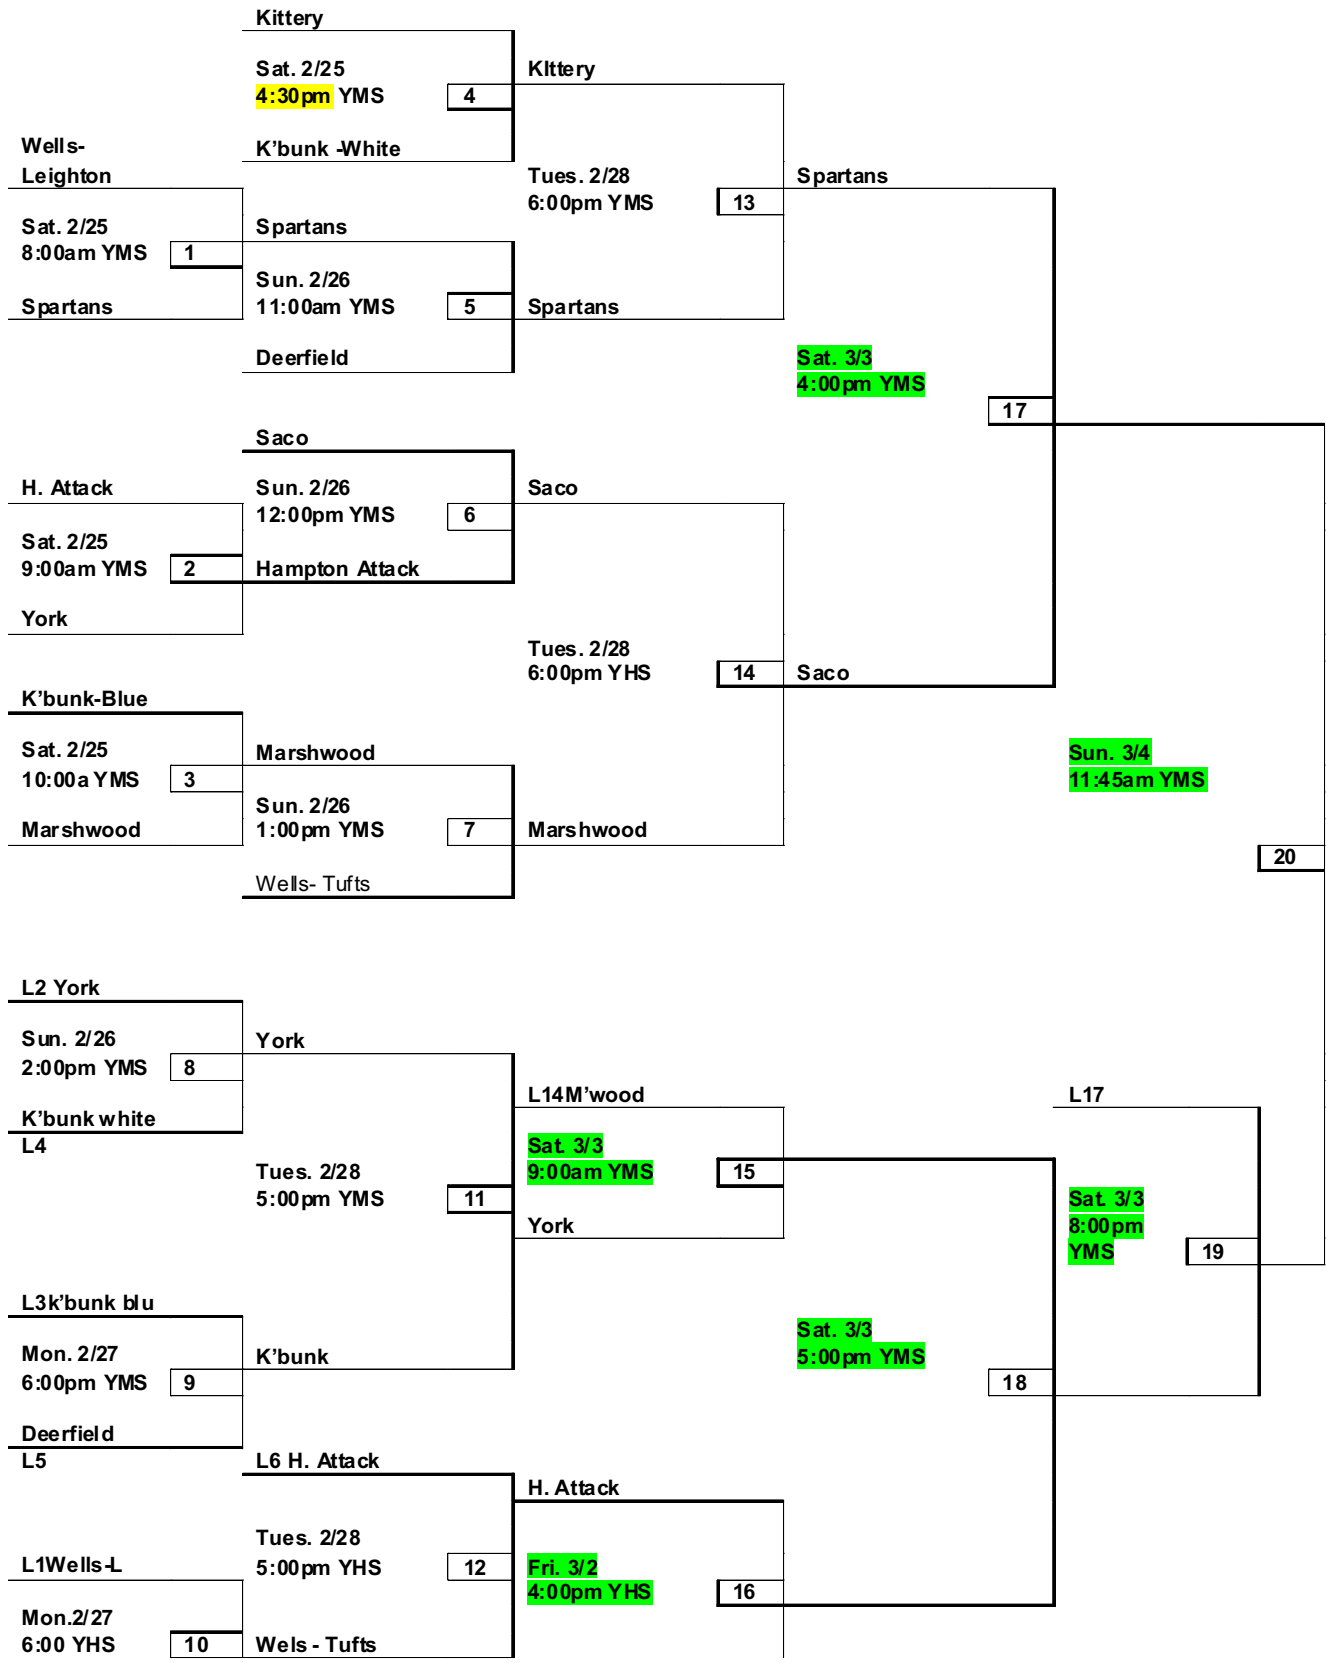 Kittery
Sat. 2/25
4:30pm YMS
4
KIttery
K'bunk -White
Wells-
Leighton
Tues. 2/28
6:00pm YMS
13
Spartans
Sat. 2/25
8:00am YMS
1
Spartans
Sun. 2/26
11:00am YMS
5
Spartans
Spartans
Deerfield
Sat. 3/3
4:00pm YMS
17
Saco
H. Attack
Sun. 2/26
12:00pm YMS
6
Saco
Sat. 2/25
9:00am YMS
2
Hampton Attack
York
Tues. 2/28
6:00pm YHS
14
Saco
K'bunk-Blue
Sat. 2/25
10:00a YMS
3
Marshwood
Sun. 3/4
11:45am YMS
Sun. 2/26
1:00pm YMS
7
Marshwood
Marshwood
20
Wells- Tufts
L2 York
Sun. 2/26
2:00pm YMS
8
York
K'bunk white
L4
L14M'wood
L17
Sat. 3/3
9:00am YMS
15
Tues. 2/28
5:00pm YMS
11
York
Sat. 3/3
8:00pm
YMS
19
L3k'bunk blu
Mon. 2/27
6:00pm YMS
9
K'bunk
Sat. 3/3
5:00pm YMS
18
Deerfield
L5
L6 H. Attack
H. Attack
Tues. 2/28
5:00pm YHS
12
Fri. 3/2
4:00pm YHS
16
L1Wells-L
Mon.2/27
6:00 YHS
10
Wels - Tufts